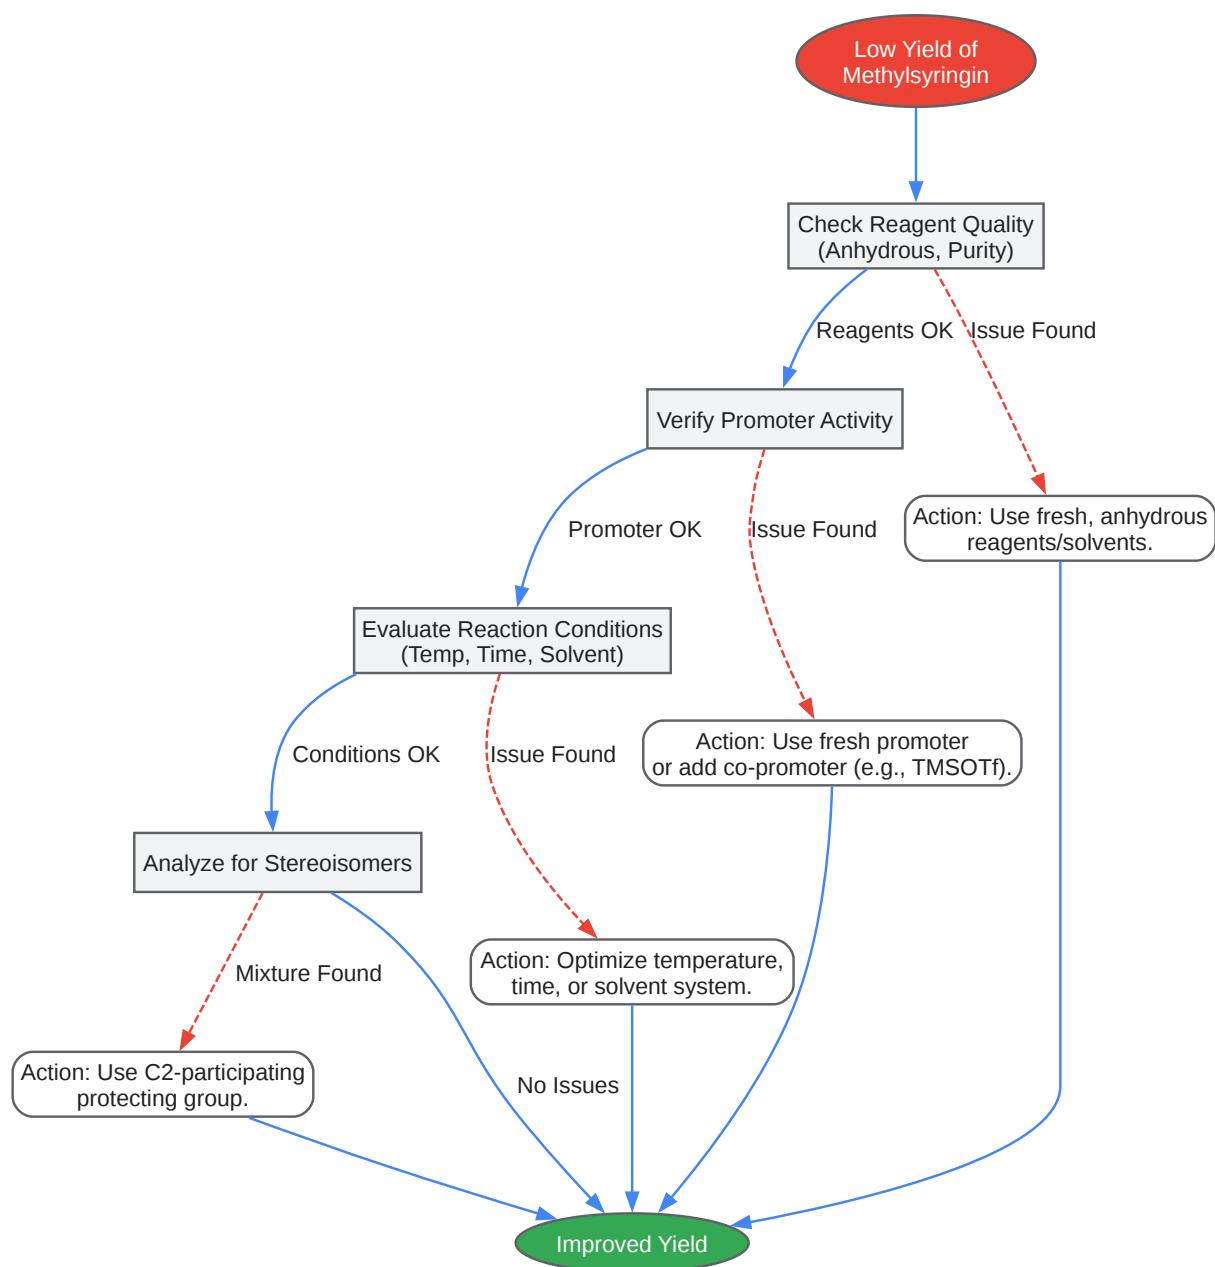 Low Yield of
Methylsyringin
Check Reagent Quality
(Anhydrous, Purity)
Reagents OK
Issue Found
Verify Promoter Activity
Action: Use fresh, anhydrous
reagents/solvents.
Promoter OK
Issue Found
Evaluate Reaction Conditions
(Temp, Time, Solvent)
Action: Use fresh promoter
or add co-promoter (e.g., TMSOTf).
Conditions OK
Issue Found
Analyze for Stereoisomers
Action: Optimize temperature,
time, or solvent system.
Mixture Found
Action: Use C2-participating
protecting group.
No Issues
Improved Yield